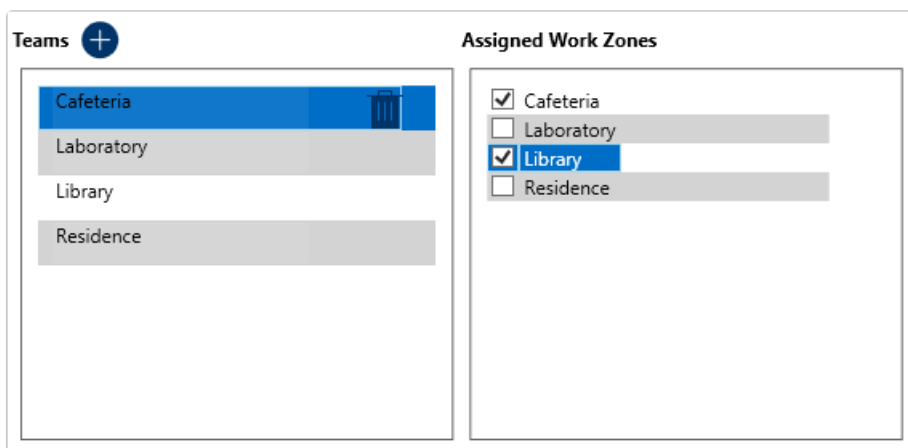 Teams
Cafeteria
Laboratory
Library
Residence
Assigned Work Zones
Cafeteria
Laboratory
Library
Residence